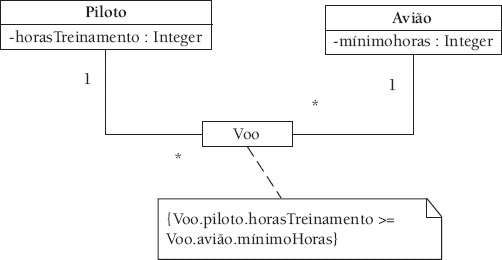 Piloto
-horasTreinamento : Integer
Avião
-mínimohoras : Integer
1
1
*
Voo
*
{Voo.piloto.horasTreinamento >=
Voo.avião.mínimoHoras}